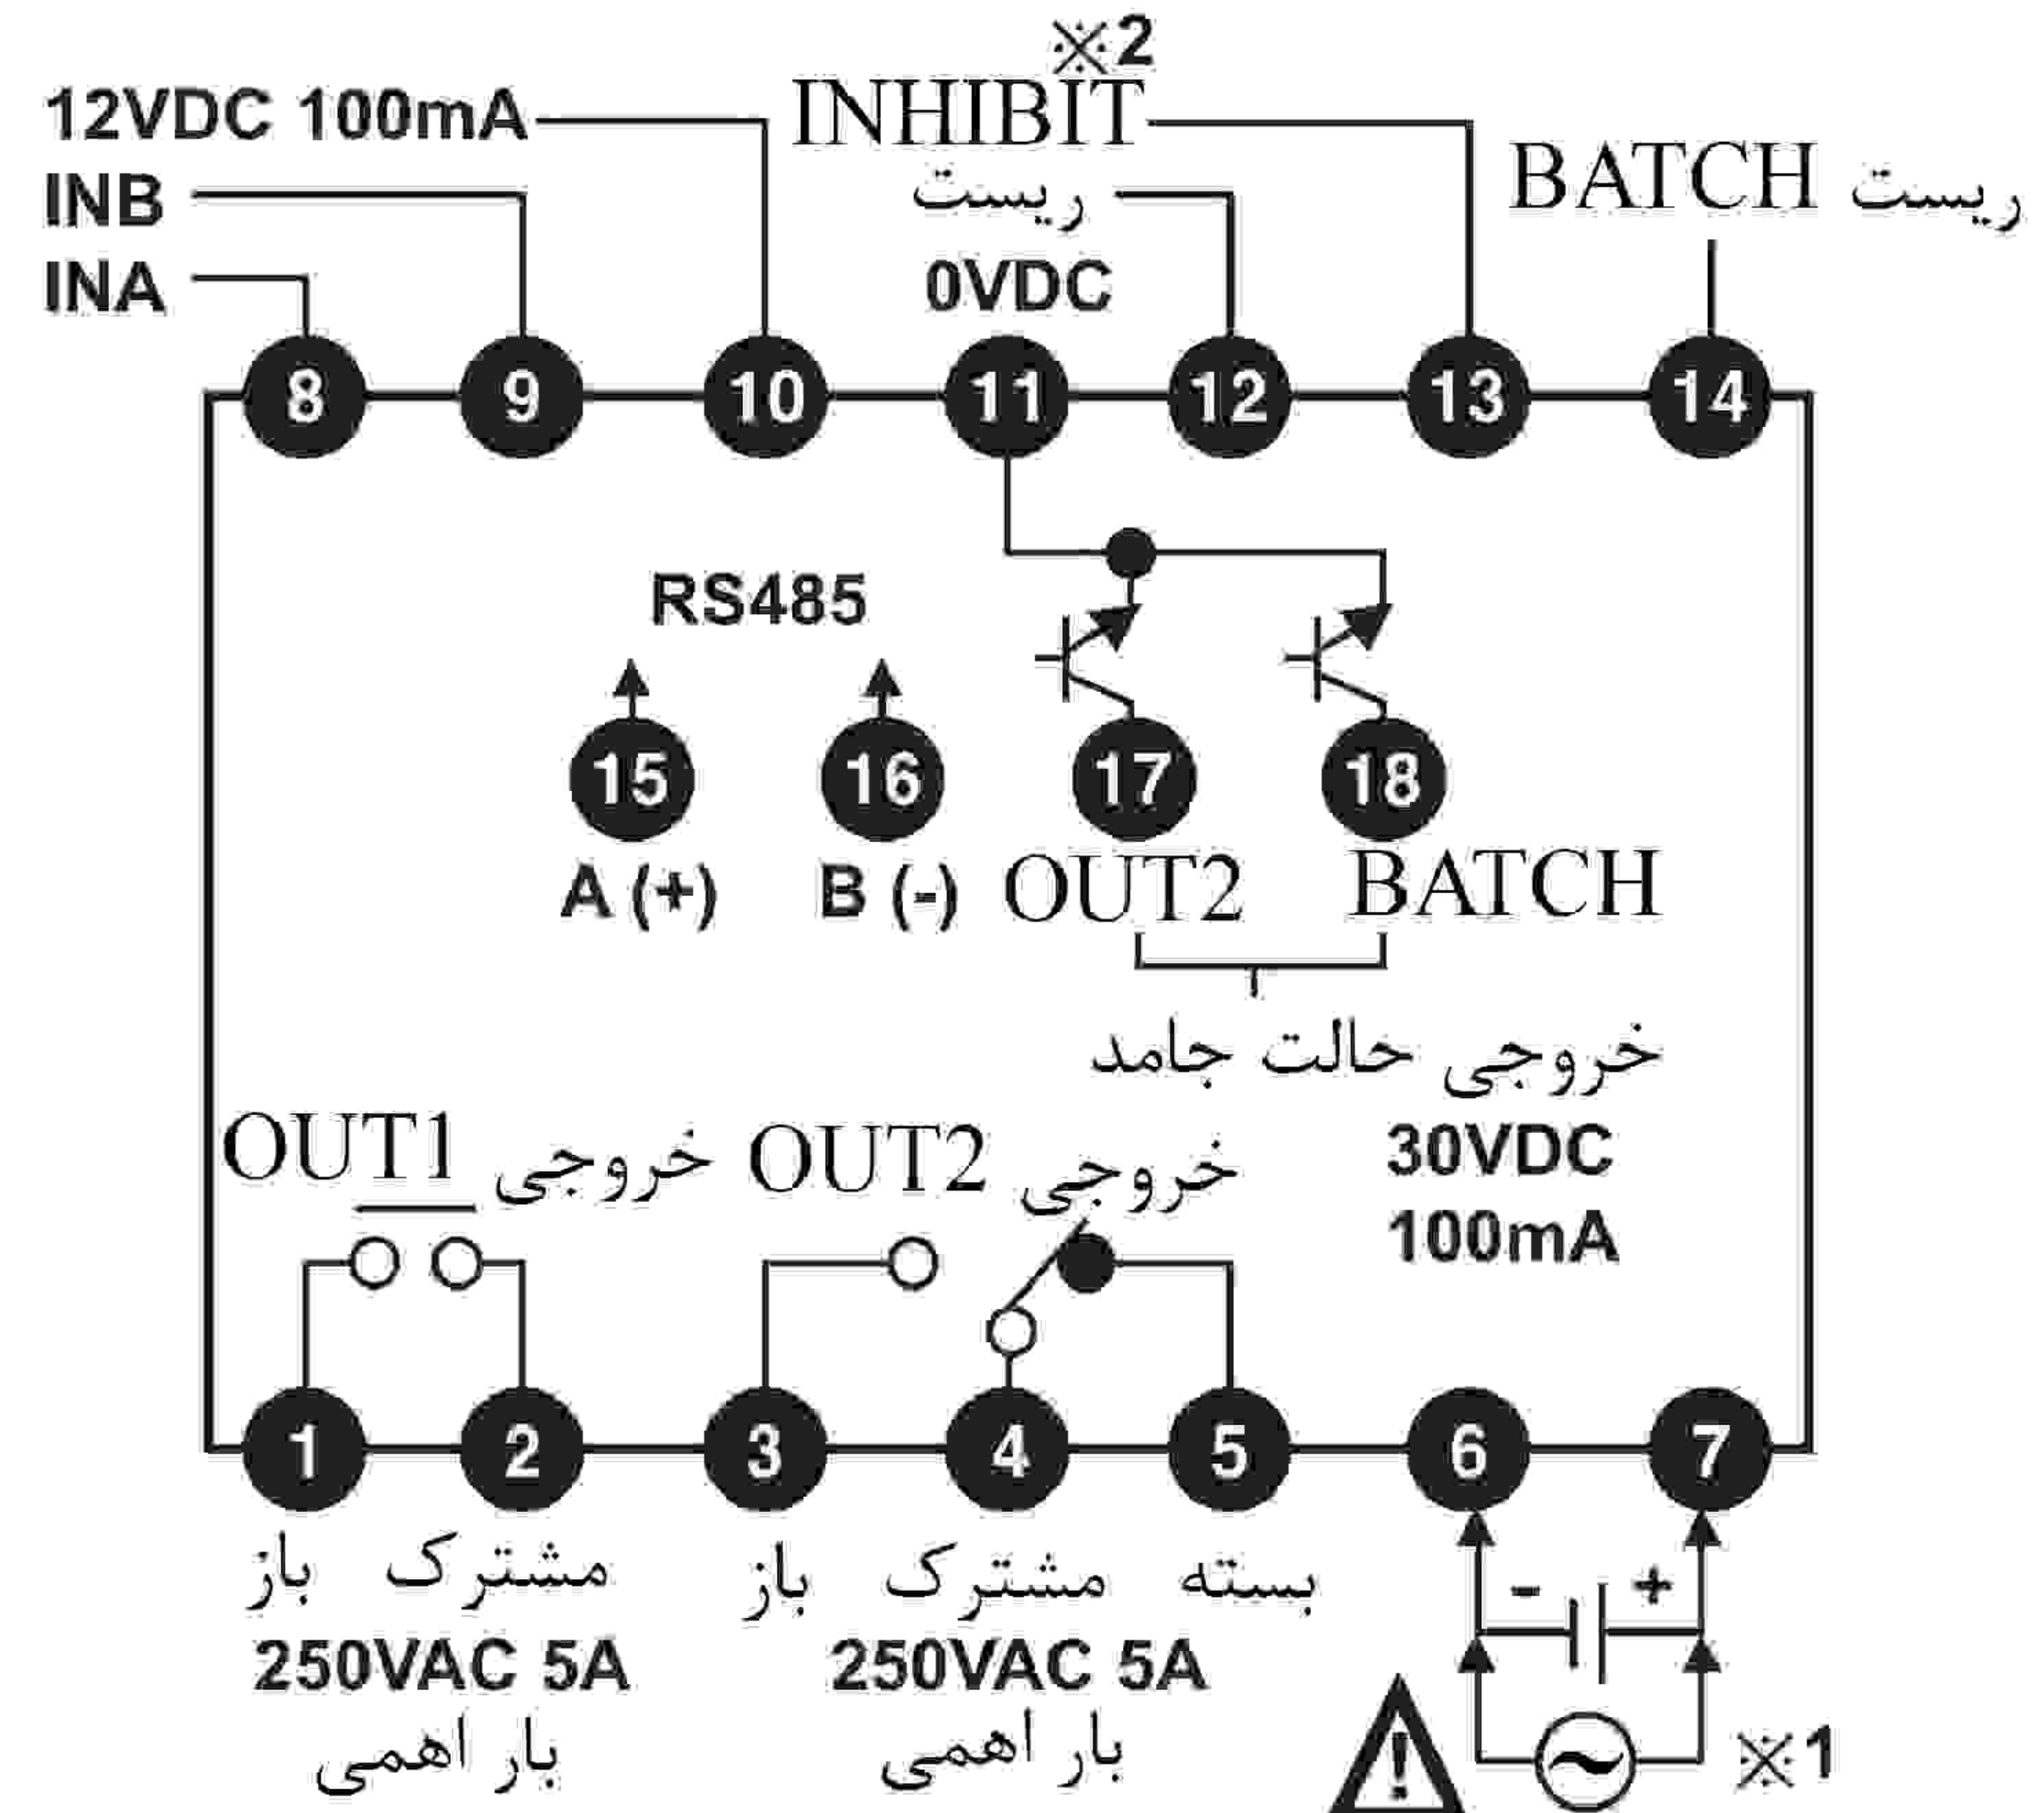 ※2
12VDC 100mA
INHIBIT
INB
ریست
BATCH ریست
INA
0VDC
8 9 10 11 12 13 14
RS485
15 16 17 18
A (+) B (-) OUT2 BATCH
خروجی حالت جامد
30VDC
100mA
OUT1 خروجی
OUT2 خروجی
1 2 3 4 5 6 7
باز مشترک
باز مشترک بسته
- +
250VAC 5A
250VAC 5A
بار اهمی
بار اهمی
!
※1